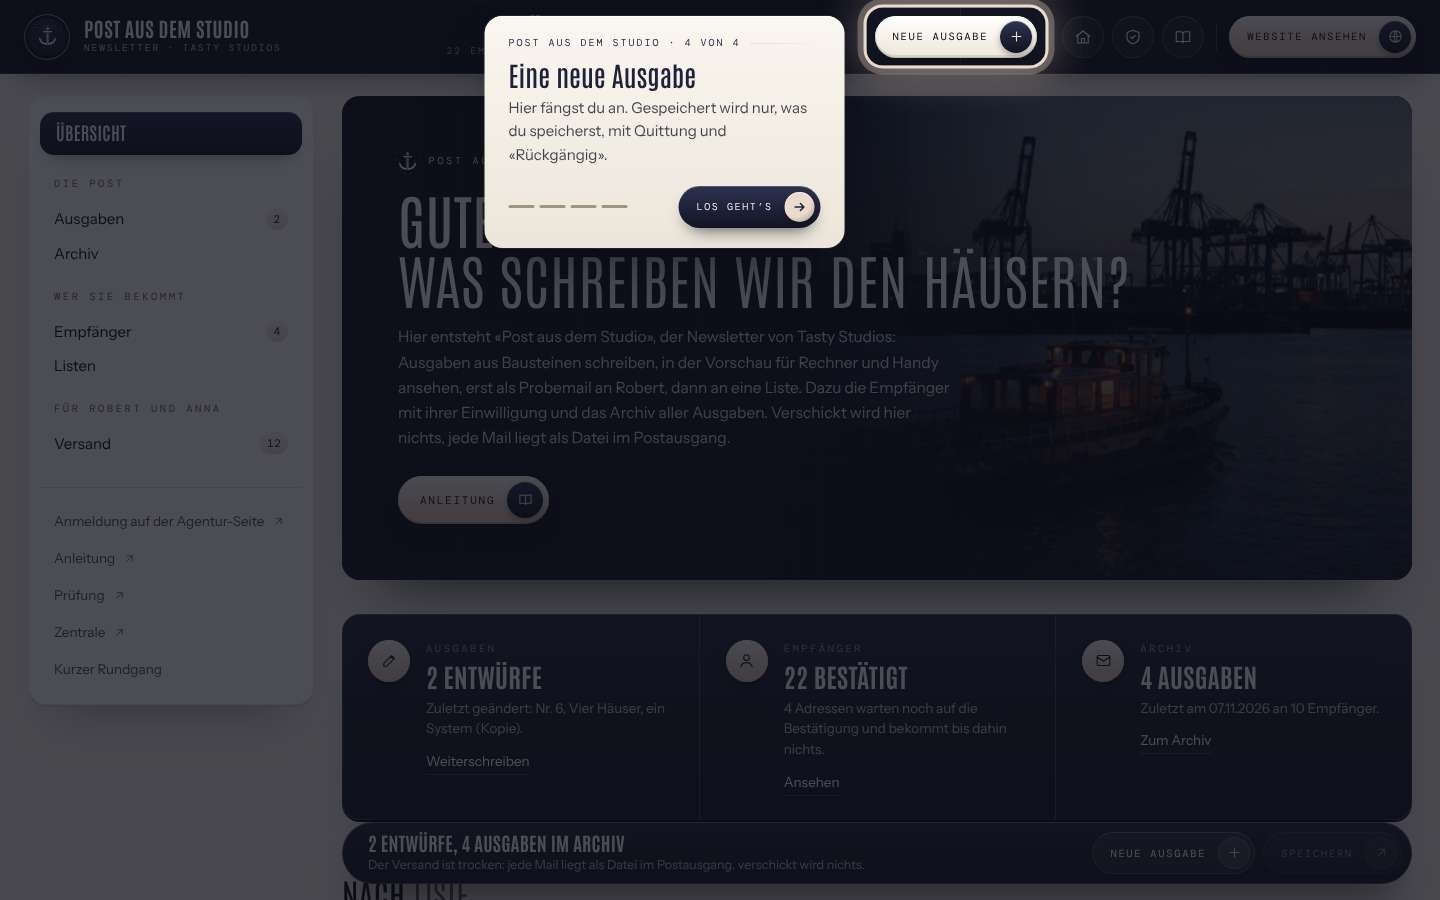 POST AUS DEM STUDIO
NEWSLETTER · TASTY STUDIOS
NEUE AUSGABE
WEBSITE ANSEHEN
POST AUS DEM STUDIO · 4 VON 4
Eine neue Ausgabe
Hier fängst du an. Gespeichert wird nur, was
du speicherst, mit Quittung und
«Rückgängig».
LOS GEHT'S
ÜBERSICHT
DIE POST
Ausgaben 2
Archiv
WER SIE BEKOMMT
Empfänger 4
Listen
FÜR ROBERT UND ANNA
Versand 12
Anmeldung auf der Agentur-Seite
Anleitung
Prüfung
Zentrale
Kurzer Rundgang
POST
WAS SCHREIBEN WIR DEN HÄUSERN?
Hier entsteht «Post aus dem Studio», der Newsletter von Tasty Studios:
Ausgaben aus Bausteinen schreiben, in der Vorschau für Rechner und Handy
ansehen, erst als Probemail an Robert, dann an eine Liste. Dazu die Empfänger
mit ihrer Einwilligung und das Archiv aller Ausgaben. Verschickt wird hier
nichts, jede Mail liegt als Datei im Postausgang.
ANLEITUNG
AUSGABEN
2 ENTWÜRFE
Zuletzt geändert: Nr. 6, Vier Häuser, ein
System (Kopie).
Weiterschreiben
EMPFÄNGER
22 BESTÄTIGT
4 Adressen warten noch auf die
Bestätigung und bekommt bis dahin
nichts.
Ansehen
ARCHIV
4 AUSGABEN
Zuletzt am 07.11.2026 an 10 Empfänger.
Zum Archiv
2 ENTWÜRFE, 4 AUSGABEN IM ARCHIV
Der Versand ist trocken: jede Mail liegt als Datei im Postausgang, verschickt wird nichts.
NEUE AUSGABE
SPEICHERN
NACH LISTE